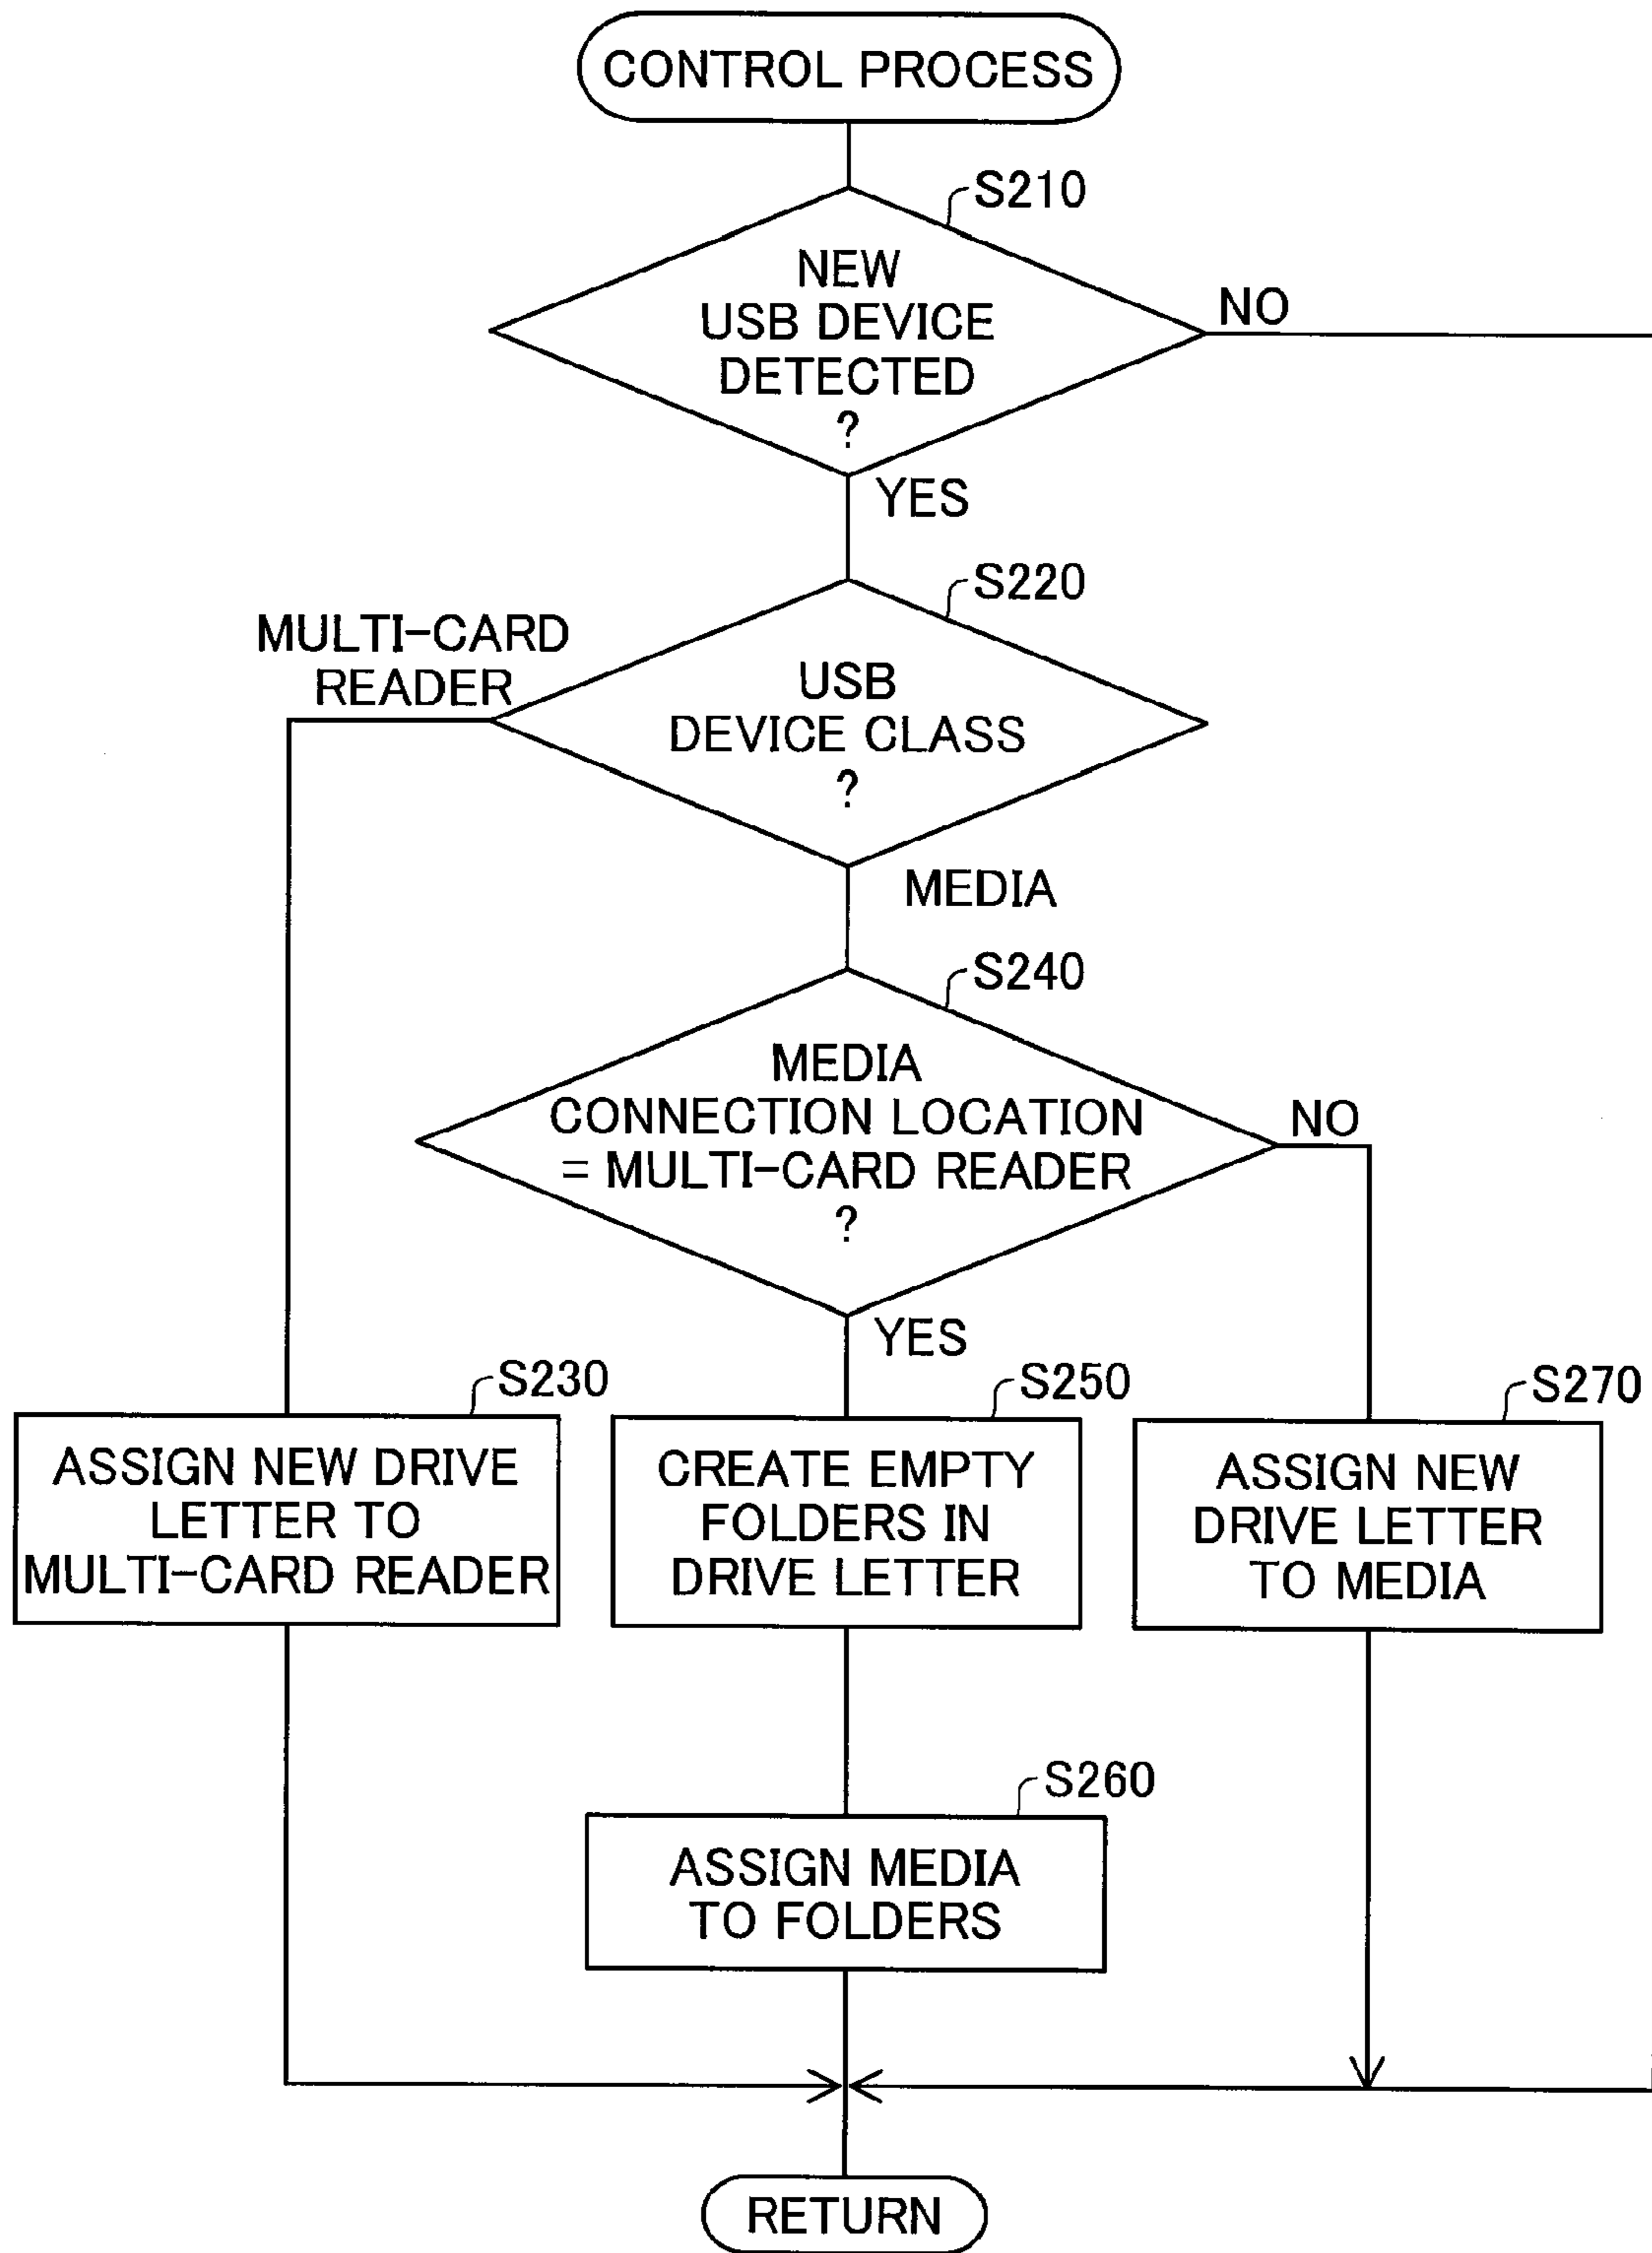 CONTROL PROCESS
S210
NEW
USB DEVICE
DETECTED
?
NO
YES
S220
MULTI-CARD
READER
USB
DEVICE CLASS
?
MEDIA
S240
MEDIA
CONNECTION LOCATION
= MULTI-CARD READER
?
NO
YES
S230
ASSIGN NEW DRIVE
LETTER TO
MULTI-CARD READER
S250
CREATE EMPTY
FOLDERS IN
DRIVE LETTER
S270
ASSIGN NEW
DRIVE LETTER
TO MEDIA
S260
ASSIGN MEDIA
TO FOLDERS
RETURN